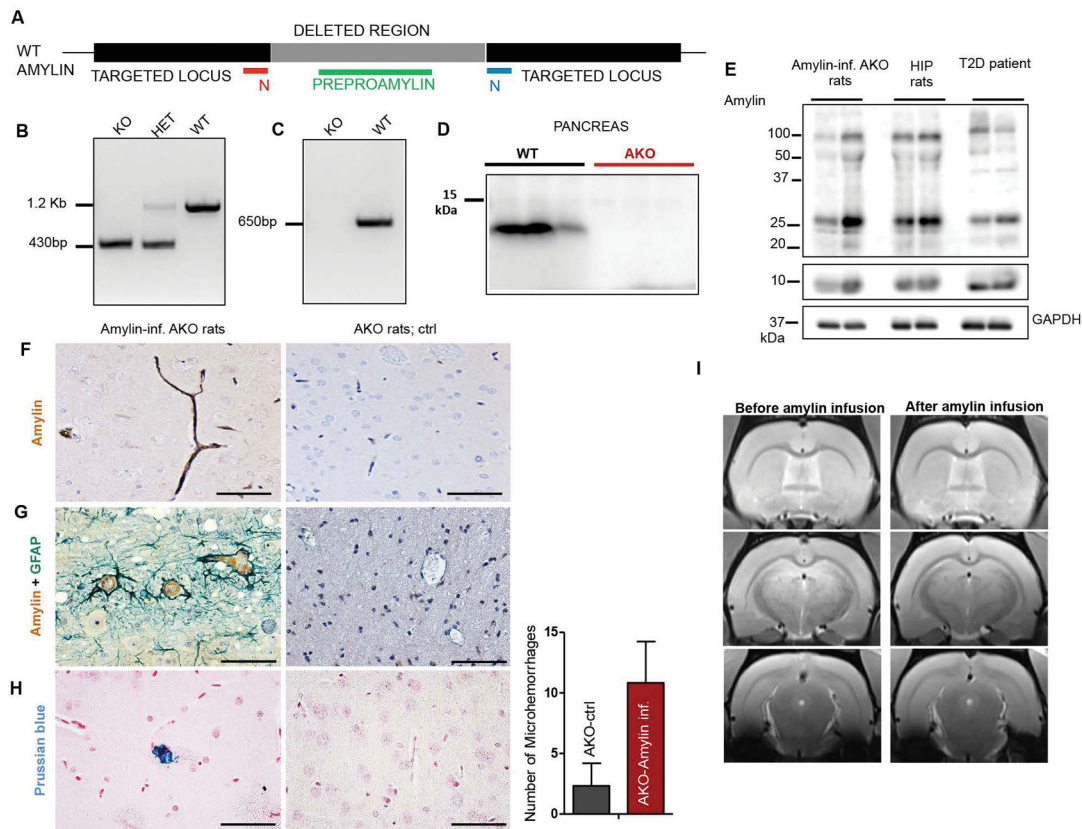 A
DELETED REGION
WT
AMYLIN
TARGETED LOCUS
N
PREPROAMYLIN
N
TARGETED LOCUS
B
KO
HET
WT
1.2 Kb
430bp
C
KO
WT
650bp
D
PANCREAS
WT
AKO
15
kDa
E
Amylin-inf. AKO
rats
HIP
rats
T2D patient
Amylin
100
50
37
25
20
10
37
kDa
GAPDH
Amylin-inf. AKO rats
AKO rats; ctrl
F
Amylin
G
Amylin + GFAP
H
Prussian blue
Number of Microhemorrhages
15
10
5
0
AKO-ctrl
AKO-Amylin inf.
I
Before amylin infusion
After amylin infusion